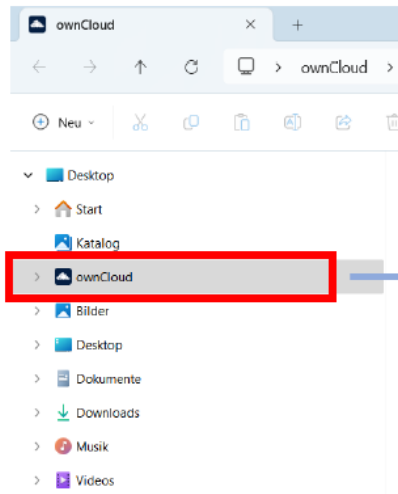 ownCloud
ownCloud
Neu
Desktop
Start
Katalog
ownCloud
Bilder
Desktop
Dokumente
Downloads
Musik
Videos